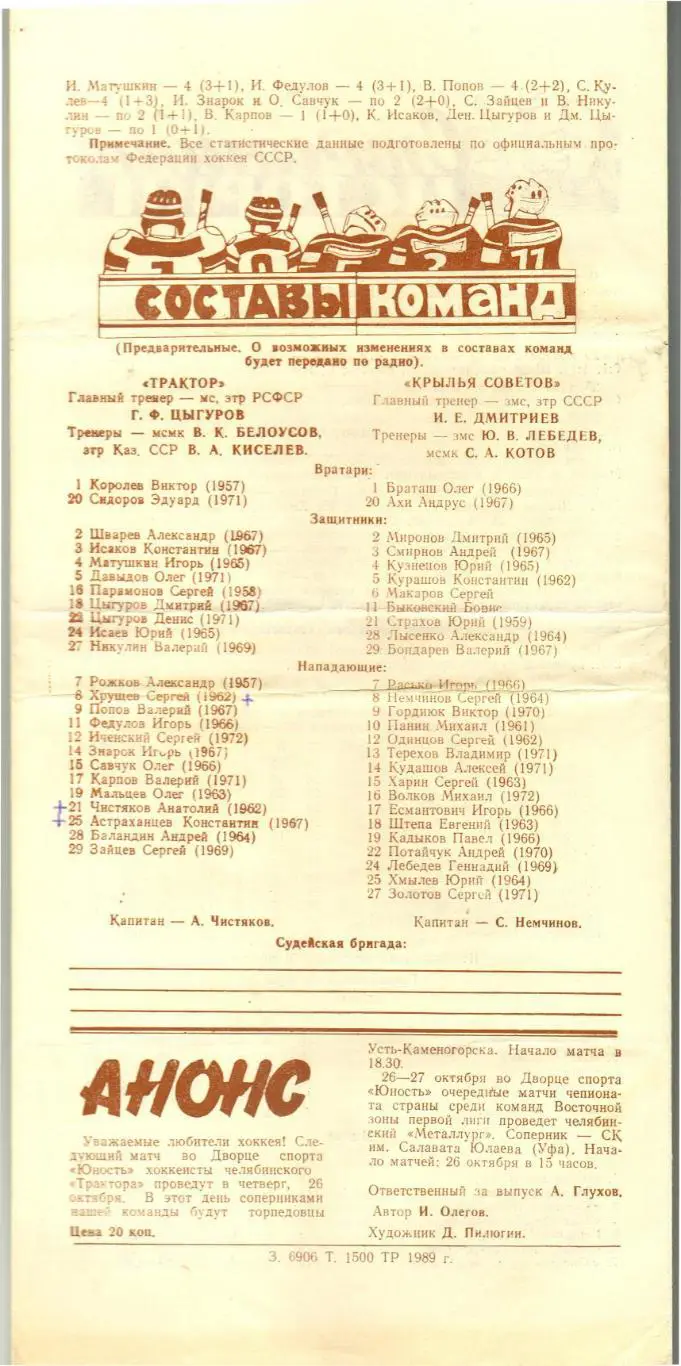 И. Матушкин — 4 (3+1), И. Федулов — 4 (3+1), В. Попов — 4 (2+2), С. Ку-
лев—4 (1+3), И. Знарок и О. Савчук — по 2 (2+0), С. Зайцев и В. Нику-
лин — по 2 (1+1), В. Карпов — 1 (1+0), К. Исаков, Ден. Цыгуров и Дм. Цы-
гуров — по 1 (0+1).
Примечание. Все статистические данные подготовлены по официальным про-
токолам Федерации хоккея СССР.
СОСТАВЫ КОМАНД
(Предварительные. О возможных изменениях в составах команд
будет передано по радио).
«ТРАКТОР»
Главный тренер — мс, зтр РСФСР
Г. Ф. ЦЫГУРОВ
Тренеры — мсмк В. К. БЕЛОУСОВ,
зтр Каз. ССР В. А. КИСЕЛЕВ.
«КРЫЛЬЯ СОВЕТОВ»
Главный тренер — змс, зтр СССР
И. Е. ДМИТРИЕВ
Тренеры — змс Ю. В. ЛЕБЕДЕВ,
мсмк С. А. КОТОВ
Вратари:
1 Королев Виктор (1957)
20 Сидоров Эдуард (1971)
1 Браташ Олег (1966)
20 Ахи Андрус (1967)
Защитники:
2 Шварев Александр (1967)
3 Исаков Константин (1967)
4 Матушкин Игорь (1965)
5 Давыдов Олег (1971)
16 Парамонов Сергей (1958)
18 Цыгуров Дмитрий (1967)
22 Цыгуров Денис (1971)
24 Исаев Юрий (1965)
27 Никулин Валерий (1969)
2 Миронов Дмитрий (1965)
3 Смирнов Андрей (1967)
4 Кузнецов Юрий (1965)
5 Курашов Константин (1962)
6 Макаров Сергей
11 Быковский Борис
21 Страхов Юрий (1959)
28 Лысенко Александр (1964)
29 Бондарев Валерий (1967)
Нападающие:
7 Рожков Александр (1957)
8 Хрущев Сергей (1962) +
9 Попов Валерий (1967)
11 Федулов Игорь (1966)
12 Иченский Сергей (1972)
14 Знарок Игорь (1967)
15 Савчук Олег (1966)
17 Карпов Валерий (1971)
19 Мальцев Олег (1963)
+ 21 Чистяков Анатолий (1962)
+ 25 Астраханцев Константин (1967)
28 Баландин Андрей (1964)
29 Зайцев Сергей (1969)
7 Расько Игорь (1966)
8 Немчинов Сергей (1964)
9 Гордиюк Виктор (1970)
10 Панин Михаил (1961)
12 Одинцов Сергей (1962)
13 Терехов Владимир (1971)
14 Кудашов Алексей (1971)
15 Харин Сергей (1963)
16 Волков Михаил (1972)
17 Есмантович Игорь (1966)
18 Штепа Евгений (1963)
19 Кадыков Павел (1966)
22 Потайчук Андрей (1970)
24 Лебедев Геннадий (1969)
25 Хмылев Юрий (1964)
27 Золотов Сергей (1971)
Капитан — А. Чистяков.
Капитан — С. Немчинов.
Судейская бригада:
АНОНС
Уважаемые любители хоккея! Сле-
дующий матч во Дворце спорта
«Юность» хоккеисты челябинского
«Трактора» проведут в четверг, 26
октября. В этот день соперниками
нашей команды будут торпедовцы
Цена 20 коп.
Усть-Каменогорска. Начало матча в
18.30.
26—27 октября во Дворце спорта
«Юность» очередные матчи чемпиона-
та страны среди команд Восточной
зоны первой лиги проведет челябин-
ский «Металлург». Соперник — СК
им. Салавата Юлаева (Уфа). Нача-
ло матчей: 26 октября в 15 часов.
Ответственный за выпуск А. Глухов.
Автор И. Олегов.
Художник Д. Пилюгин.
З. 6906 Т. 1500 ТР 1989 г.